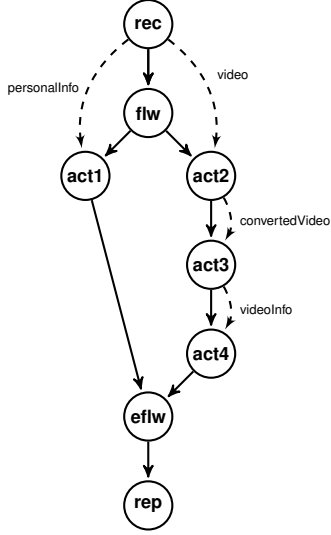 rec
personalInfo
video
flw
act1
act2
convertedVideo
act3
videoInfo
act4
eflw
rep